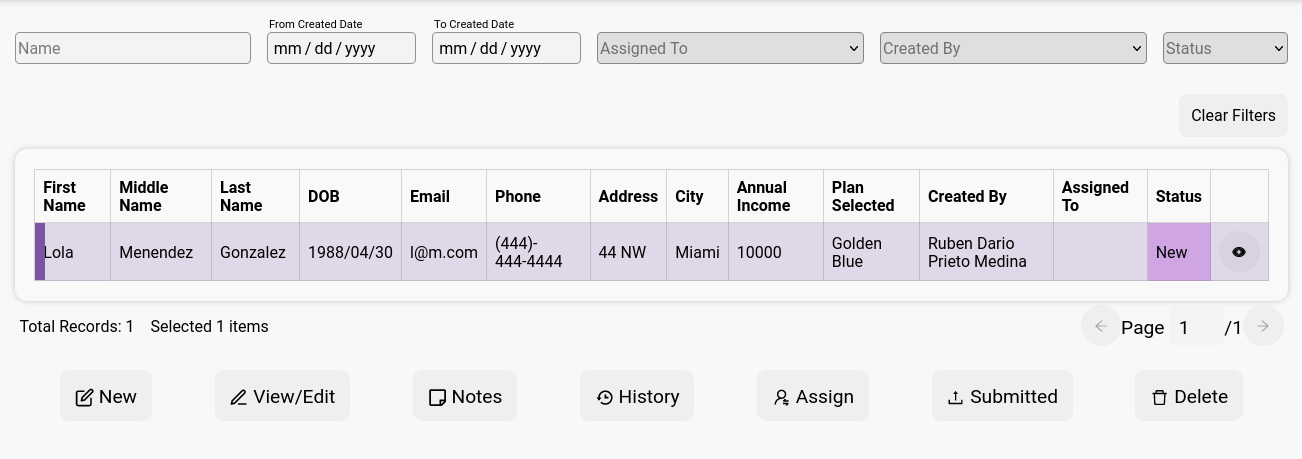 From Created Date To Created Date
Name mm / dd / yyyy mm / dd / yyyy Assigned To Created By Status
Clear Filters
First Name Middle Name Last Name DOB Email Phone Address City Annual Income Plan Selected Created By Assigned To Status
Lola Menendez Gonzalez 1988/04/30 l@m.com (444)-444-4444 44 NW Miami 10000 Golden Blue Ruben Dario Prieto Medina New
Total Records: 1 Selected 1 items Page 1 /1
New View/Edit Notes History Assign Submitted Delete